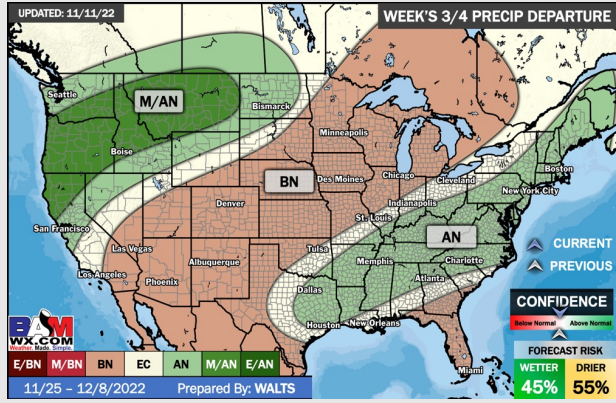 UPDATED: 11/11/22
WEEK'S 3/4 PRECIP DEPARTURE
Seattle
M/AN
Bismarck
Minneapolis
Boise
Boston
BN
Des Moines
Chicago
Cleveland
New York City
Denver
Indianapolis
San Francisco
St. Louis
AN
CURRENT
Las Vegas
Tulsa
PREVIOUS
Los Angeles
Albuquerque
Memphis
Charlotte
Phoenix
Dallas
Atlanta
CONFIDENCE
Houston
New Orleans
Below Normal
Above Normal
BAM
WX.COM
Weather. Made. Simple.
FORECAST RISK
E/BN
M/BN
BN
EC
AN
M/AN
E/AN
Miami
WETTER
DRIER
45%
55%
11/25 - 12/8/2022
Prepared By: WALTS